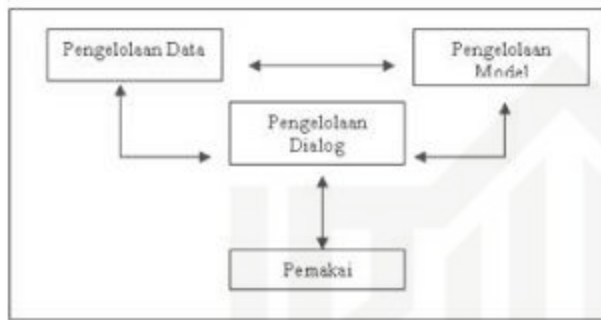 Pengelolaan Data
Pengelolaan
Model
Pengelolaan
Dialog
Pemakai